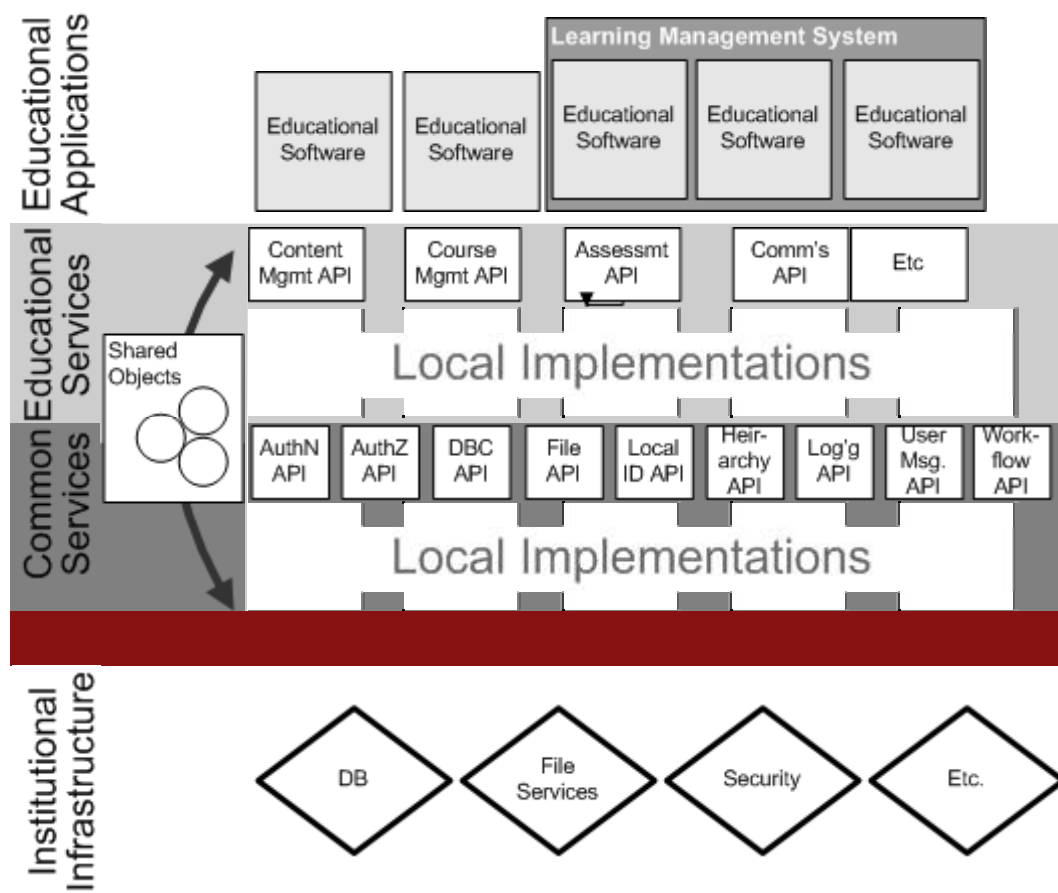 Educational
Applications
Learning Management System
Educational
Software
Educational
Software
Educational
Software
Educational
Software
Educational
Software
Educational
Services
Content
Mgmt API
Course
Mgmt API
Assessmt
API
Comm's
API
Etc
Shared
Objects
Local Implementations
Common
Services
AuthN
API
AuthZ
API
DBC
API
File
API
Local
ID API
Heir-
archy
API
Log'g
API
User
Msg.
API
Work-
flow
API
Local Implementations
Institutional
Infrastructure
DB
File
Services
Security
Etc.